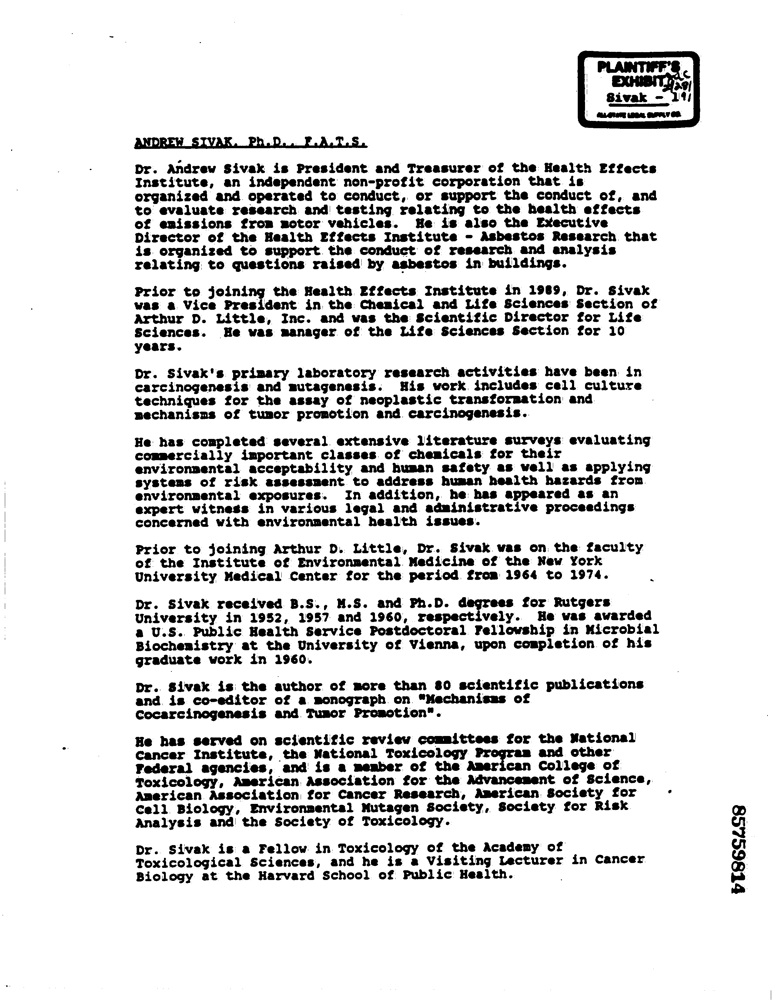 PLAINTIFF'S
EXHIBIT
Sivak - 191
ALL-STATE LEGAL SUPPLY CO.
ANDREW SIVAK, Ph.D., F.A.T.S.
Dr. Andrew Sivak is President and Treasurer of the Health Effects
Institute, an independent non-profit corporation that is
organized and operated to conduct, or support the conduct of, and
to evaluate research and testing relating to the health effects
of emissions from motor vehicles. He is also the Executive
Director of the Health Effects Institute - Asbestos Research that
is organized to support the conduct of research and analysis
relating to questions raised by asbestos in buildings.
Prior to joining the Health Effects Institute in 1989, Dr. Sivak
was a Vice President in the Chemical and Life Sciences Section of
Arthur D. Little, Inc. and was the Scientific Director for Life
Sciences. He was manager of the Life Sciences Section for 10
years.
Dr. Sivak's primary laboratory research activities have been in
carcinogenesis and mutagenesis. His work includes cell culture
techniques for the assay of neoplastic transformation and
mechanisms of tumor promotion and carcinogenesis.
He has completed several extensive literature surveys evaluating
commercially important classes of chemicals for their
environmental acceptability and human safety as well as applying
systems of risk assessment to address human health hazards from
environmental exposures. In addition, he has appeared as an
expert witness in various legal and administrative proceedings
concerned with environmental health issues.
Prior to joining Arthur D. Little, Dr. Sivak was on the faculty
of the Institute of Environmental Medicine of the New York
University Medical Center for the period from 1964 to 1974.
Dr. Sivak received B.S., M.S. and Ph.D. degrees for Rutgers
University in 1952, 1957 and 1960, respectively. He was awarded
a U.S. Public Health Service Postdoctoral Fellowship in Microbial
Biochemistry at the University of Vienna, upon completion of his
graduate work in 1960.
Dr. Sivak is the author of more than 80 scientific publications
and is co-editor of a monograph on "Mechanisms of
Cocarcinogenesis and Tumor Promotion".
He has served on scientific review committees for the National
Cancer Institute, the National Toxicology Program and other
Federal agencies, and is a member of the American College of
Toxicology, American Association for the Advancement of Science,
American Association for Cancer Research, American Society for
Cell Biology, Environmental Mutagen Society, Society for Risk
Analysis and the Society of Toxicology.
Dr. Sivak is a Fellow in Toxicology of the Academy of
Toxicological Sciences, and he is a Visiting Lecturer in Cancer
Biology at the Harvard School of Public Health.
85759814